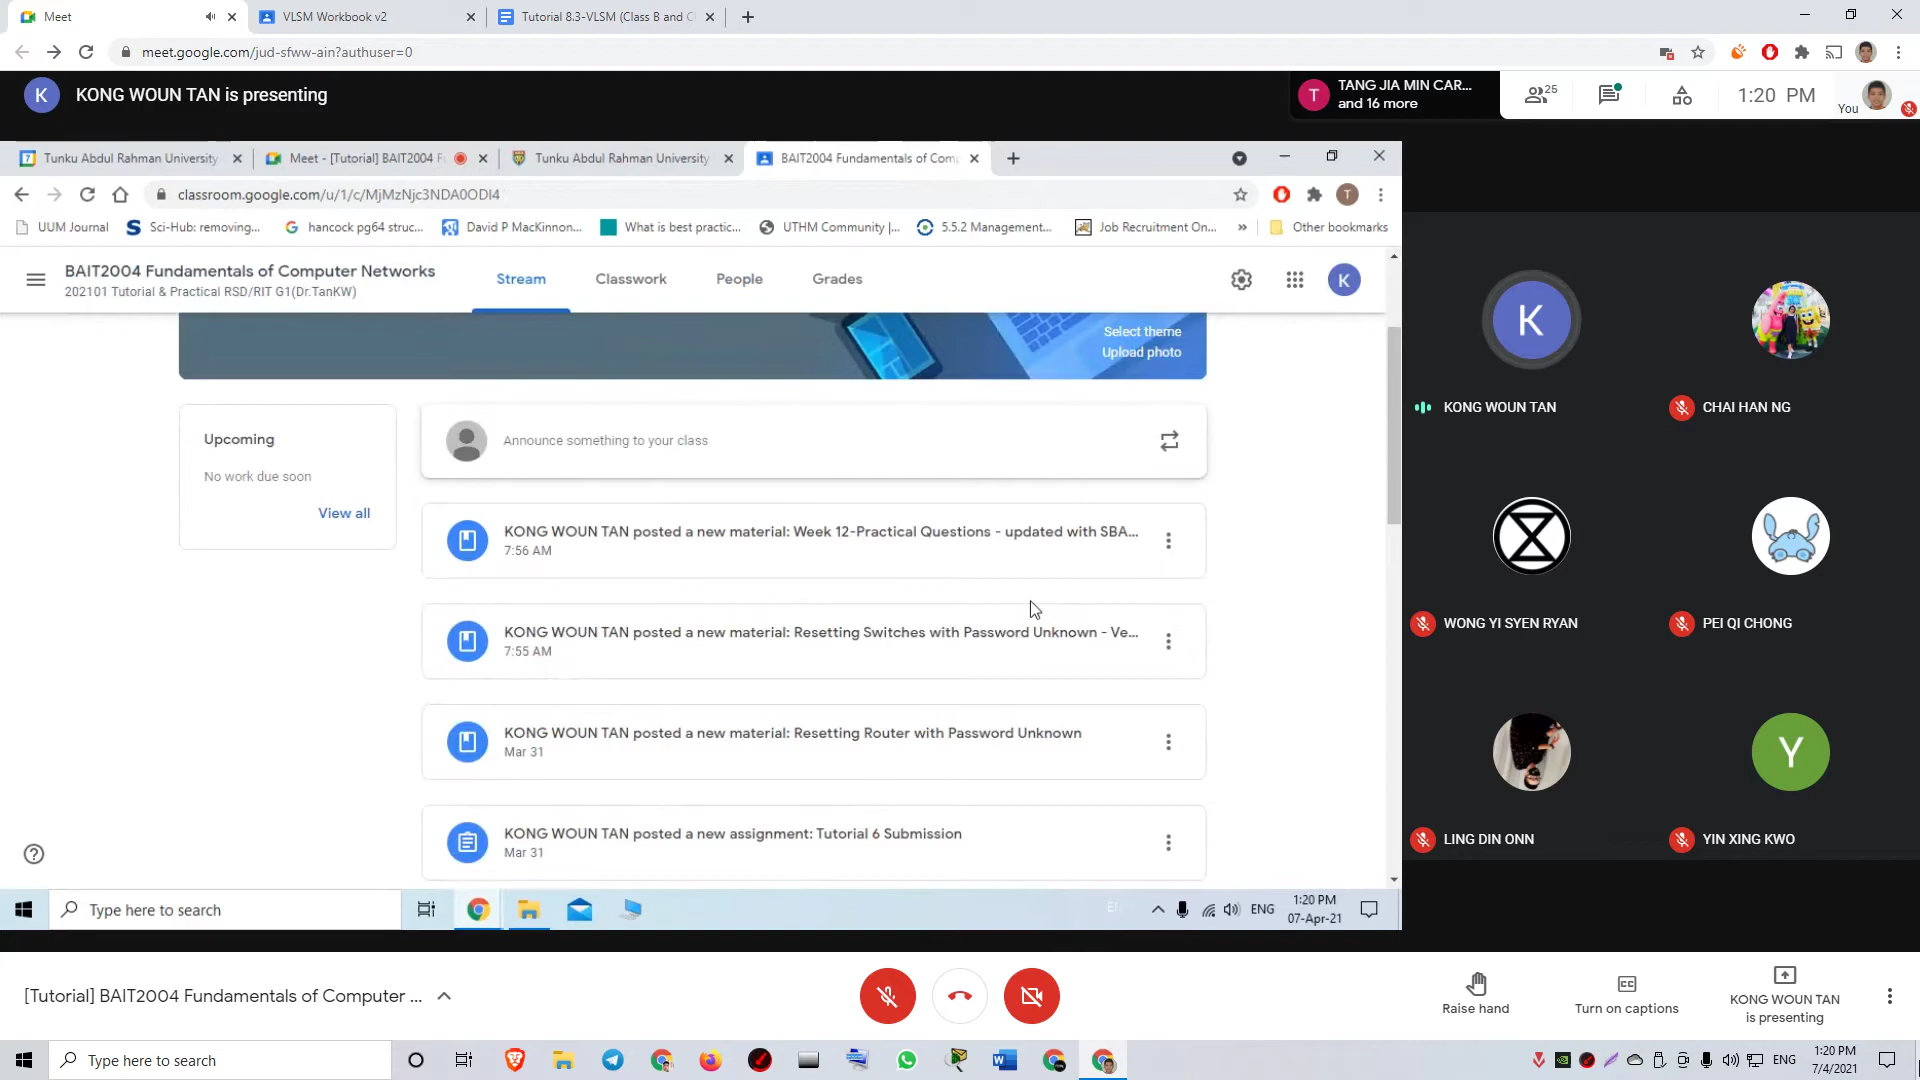 Meet
VLSM Workbook v2
Tutorial 8.3-VLSM (Class B and C
meet.google.com/jud-sfww-ain?authuser=0
K
KONG WOUN TAN is presenting
T
TANG JIA MIN CAR...
and 16 more
25
1:20 PM
You
Tunku Abdul Rahman University
Meet - [Tutorial] BAIT2004 F
Tunku Abdul Rahman University
BAIT2004 Fundamentals of Com
classroom.google.com/u/1/c/MjMzNjc3NDA0ODI4
T
UUM Journal
Sci-Hub: removing...
hancock pg64 struc...
David P MacKinnon...
What is best practic...
UTHM Community |...
5.5.2 Management...
Job Recruitment On...
»
Other bookmarks
BAIT2004 Fundamentals of Computer Networks
202101 Tutorial & Practical RSD/RIT G1(Dr.TanKW)
Stream
Classwork
People
Grades
K
Select theme
Upload photo
Upcoming
No work due soon
View all
Announce something to your class
KONG WOUN TAN posted a new material: Week 12-Practical Questions - updated with SBA...
7:56 AM
KONG WOUN TAN posted a new material: Resetting Switches with Password Unknown - Ve...
7:55 AM
KONG WOUN TAN posted a new material: Resetting Router with Password Unknown
Mar 31
KONG WOUN TAN posted a new assignment: Tutorial 6 Submission
Mar 31
K
KONG WOUN TAN
CHAI HAN NG
WONG YI SYEN RYAN
PEI QI CHONG
Y
LING DIN ONN
YIN XING KWO
Type here to search
ENG
1:20 PM
07-Apr-21
[Tutorial] BAIT2004 Fundamentals of Computer ...
Raise hand
Turn on captions
KONG WOUN TAN
is presenting
Type here to search
ENG
1:20 PM
7/4/2021